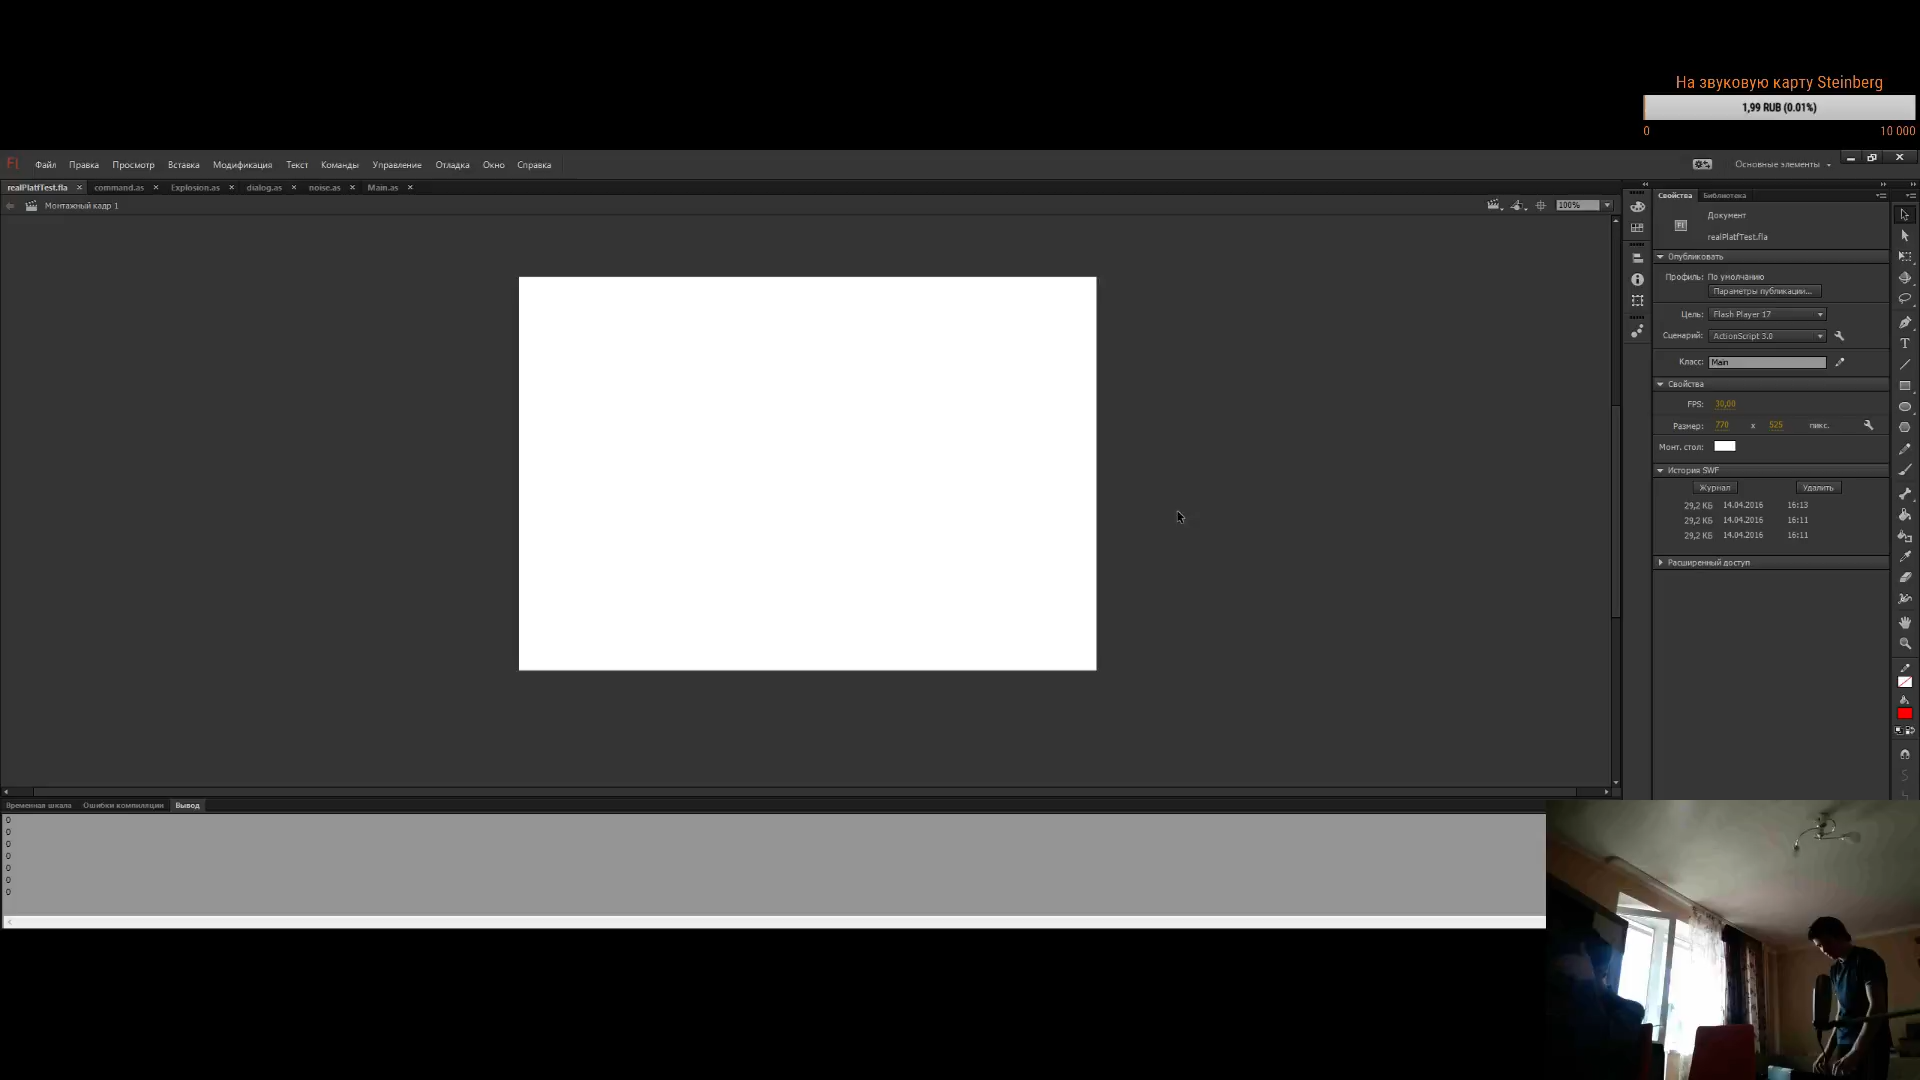 На звуковую карту Steinberg
1,99 RUB (0.01%)
0 10 000
Fl Файл Правка Просмотр Вставка Модификация Текст Команды Управление Отладка Окно Справка Основные элементы
realPlatfTest.fla command.as Explosion.as dialog.as noise.as Main.as
Монтажный кадр 1 100%
Свойства Библиотека
Документ
Fl realPlatfTest.fla
Опубликовать
Профиль: По умолчанию
Параметры публикации...
Цель: Flash Player 17
Сценарий: ActionScript 3.0
Класс: Main
Свойства
FPS: 30,00
Размер: 770 x 525 пикс.
Монт. стол:
История SWF
Журнал Удалить
29,2 КБ 14.04.2016 16:13
29,2 КБ 14.04.2016 16:11
29,2 КБ 14.04.2016 16:11
Расширенный доступ
Временная шкала Ошибки компиляции Вывод
0
0
0
0
0
0
0